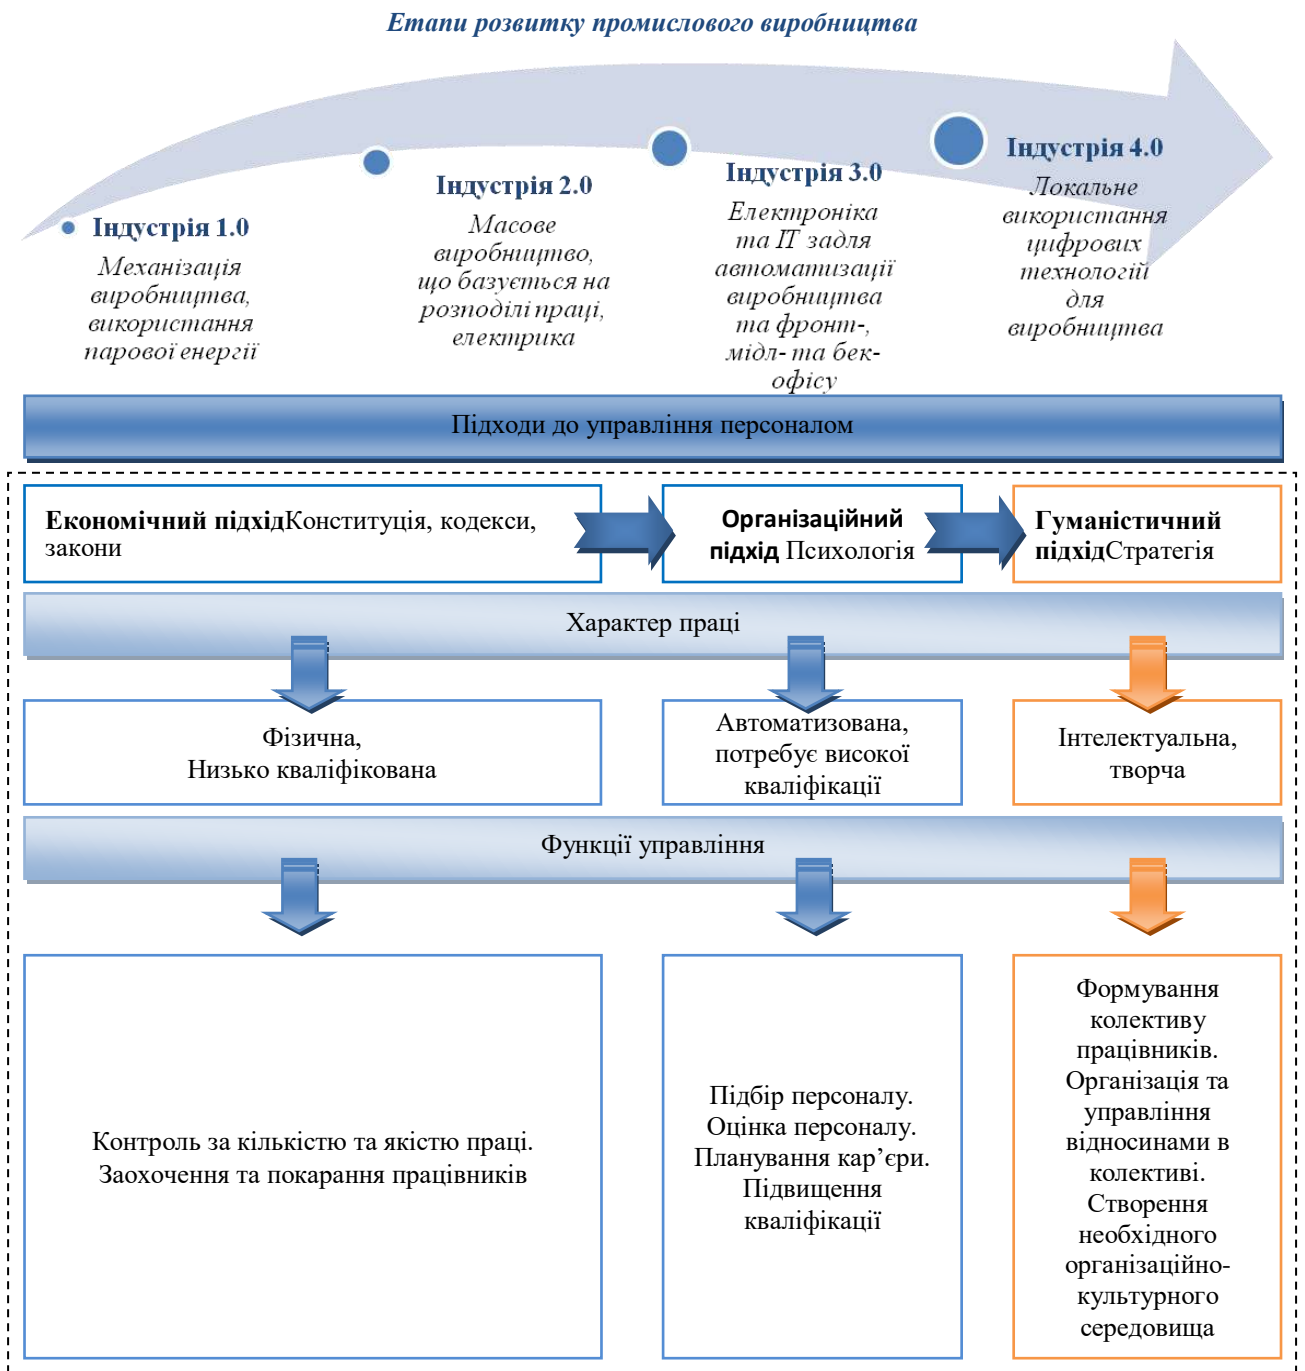 Етапи розвитку промислового виробництва
Індустрія 1.0
Механізація
виробництва,
використання
парової енергії
Індустрія 2.0
Масове
виробництво,
що базується на
розподілі праці,
електрика
Індустрія 3.0
Електроніка
та ІТ задля
автоматизації
виробництва
та фронт-,
мідл- та бек-
офісу
Індустрія 4.0
Локальне
використання
цифрових
технологій
для
виробництва
Підходи до управління персоналом
Економічний підхідКонституція, кодекси,
закони
Організаційний
підхід Психологія
Гуманістичний
підхідСтратегія
Характер праці
Фізична,
Низько кваліфікована
Автоматизована,
потребує високої
кваліфікації
Інтелектуальна,
творча
Функції управління
Контроль за кількістю та якістю праці.
Заохочення та покарання працівників
Підбір персоналу.
Оцінка персоналу.
Планування кар’єри.
Підвищення
кваліфікації
Формування
колективу
працівників.
Організація та
управління
відносинами в
колективі.
Створення
необхідного
організаційно-
культурного
середовища